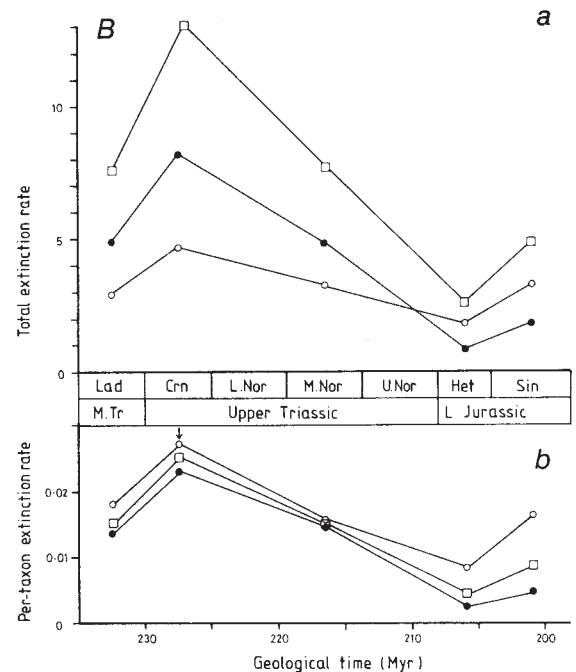 B
a
10
5
0
Total extinction rate
Lad Crn L.Nor M.Nor U.Nor Het Sin
M.Tr Upper Triassic L Jurassic
b
0·02
0·01
0
Per-taxon extinction rate
230 220 210 200
Geological time (Myr)